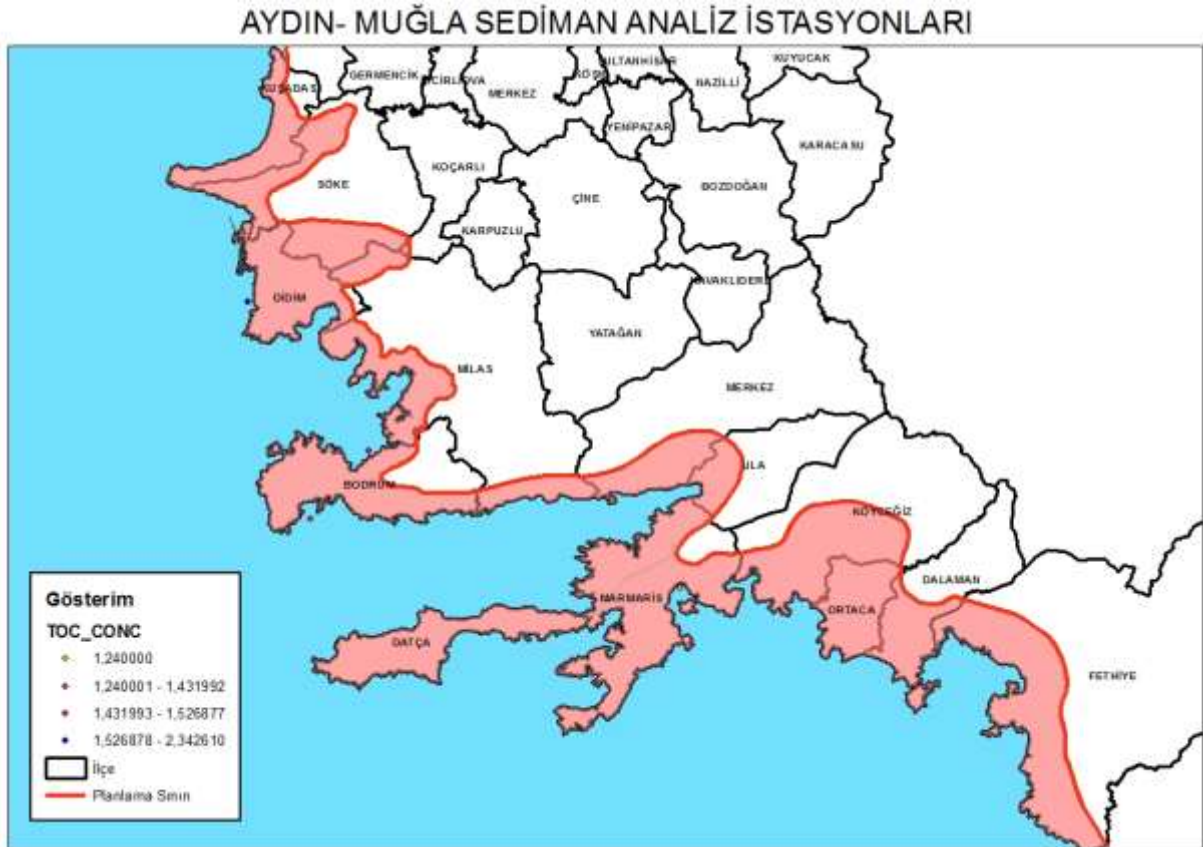 AYDIN- MUĞLA SEDİMAN ANALİZ İSTASYONLARI
KUYUCAK
GERMENCİK
NAZİLLİ
KUŞADASI
MERKEZ
YENİPAZAR
KARACASU
KOÇARLI
SÖKE
BOZDOĞAN
ÇİNE
KARPUZLU
DİDİM
YATAĞAN
MİLAS
MERKEZ
BODRUM
KÖYCEĞİZ
DALAMAN
MARMARİS
ORTACA
DATÇA
FETHİYE
Gösterim
TOC_CONC
1,240000
1,240001 - 1,431992
1,431993 - 1,526877
1,526878 - 2,342610
İlçe
Planlama Sınırı